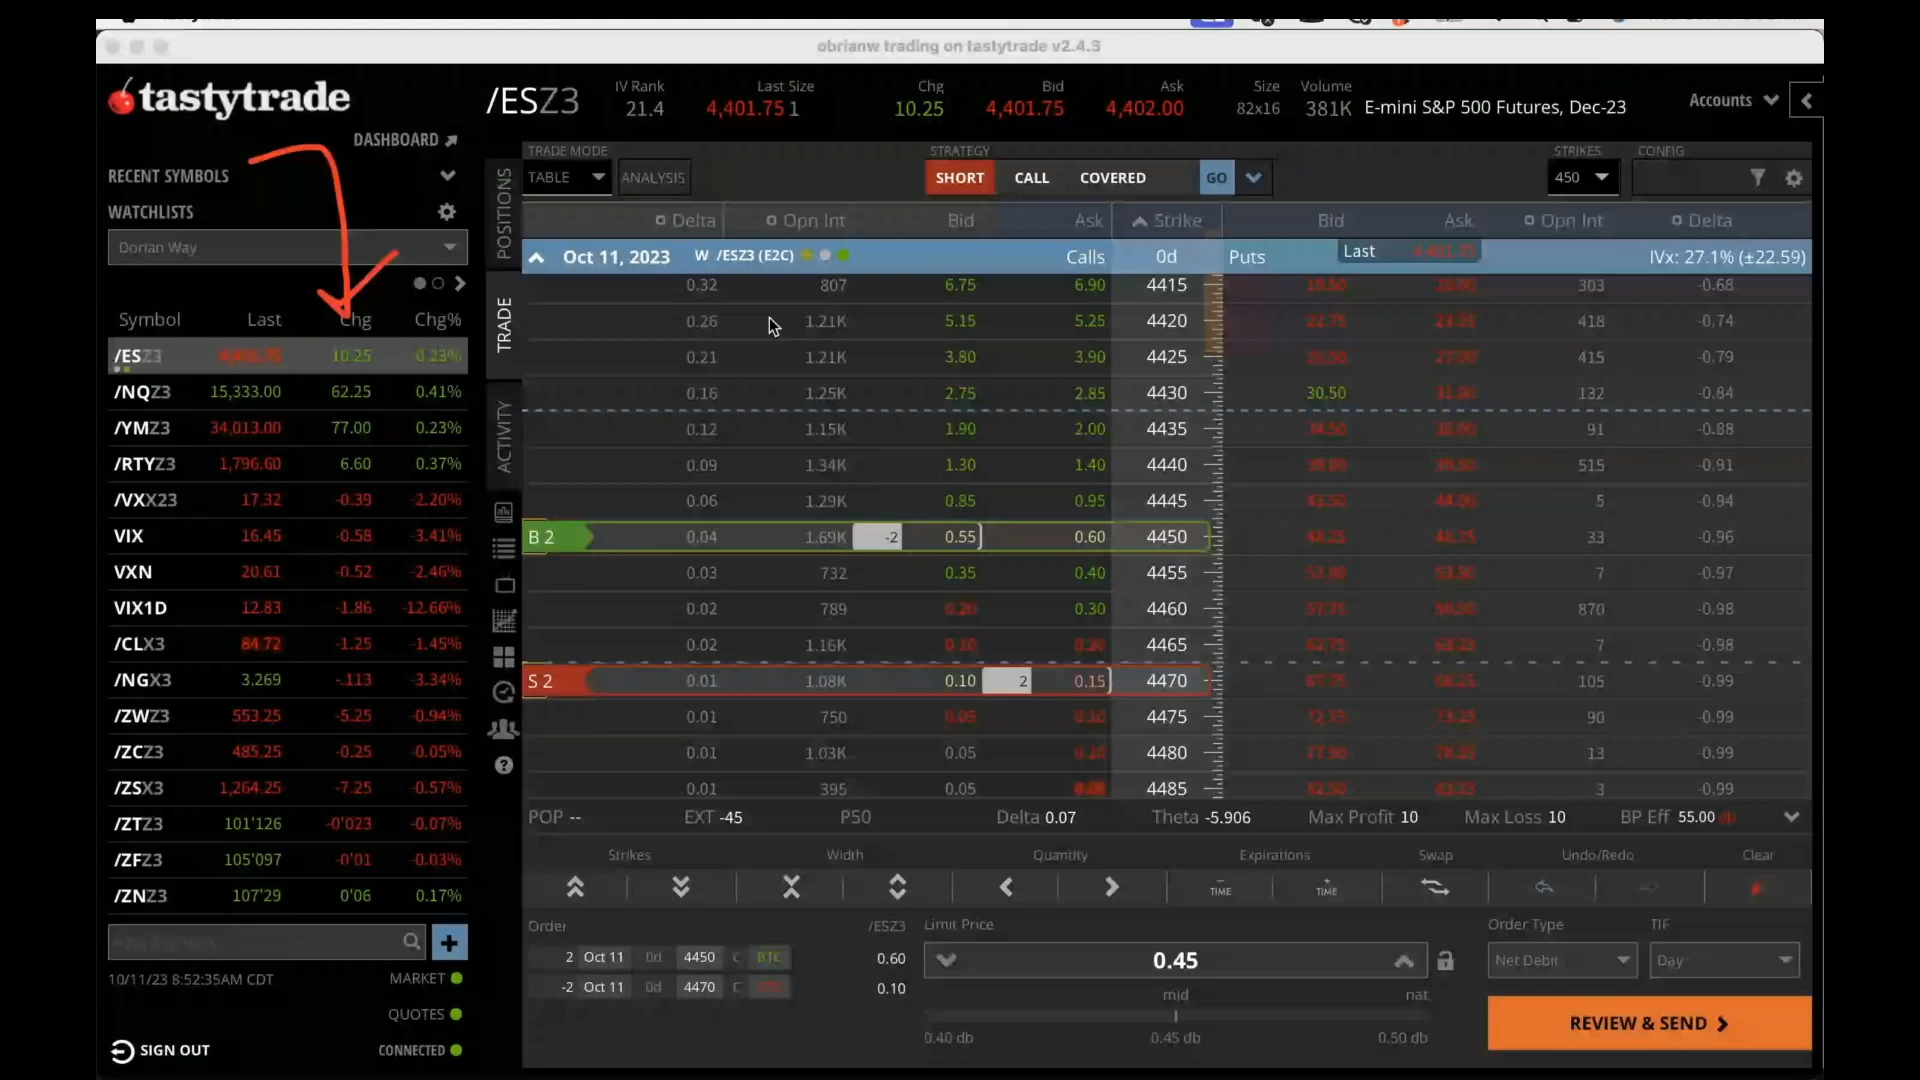 obrianw trading on tastytrade v2.4.3
tastytrade
DASHBOARD
RECENT SYMBOLS
WATCHLISTS
Dorian Way
Symbol Last Chg Chg%
/ESZ3 10.25 0.23%
/NQZ3 15,333.00 62.25 0.41%
/YMZ3 34,013.00 77.00 0.23%
/RTYZ3 1,796.60 6.60 0.37%
/VXX23 17.32 -0.39 -2.20%
VIX 16.45 -0.58 -3.41%
VXN 20.61 -0.52 -2.46%
VIX1D 12.83 -1.86 -12.66%
/CLX3 84.72 -1.25 -1.45%
/NGX3 3.269 -.113 -3.34%
/ZWZ3 553.25 -5.25 -0.94%
/ZCZ3 485.25 -0.25 -0.05%
/ZSX3 1,264.25 -7.25 -0.57%
/ZTZ3 101'126 -0'023 -0.07%
/ZFZ3 105'097 -0'01 -0.03%
/ZNZ3 107'29 0'06 0.17%
10/11/23 8:52:35AM CDT MARKET
QUOTES
SIGN OUT CONNECTED
/ESZ3
IV Rank Last Size Chg Bid Ask Size Volume
21.4 4,401.75 1 10.25 4,401.75 4,402.00 82x16 381K E-mini S&P 500 Futures, Dec-23
Accounts
POSITIONS
TRADE
ACTIVITY
TRADE MODE STRATEGY STRIKES CONFIG
TABLE ANALYSIS SHORT CALL COVERED GO 450
Delta Opn Int Bid Ask Strike Bid Ask Opn Int Delta
Oct 11, 2023 W /ESZ3 (E2C) Calls 0d Puts Last IVx: 27.1% (±22.59)
0.32 807 6.75 6.90 4415 303 -0.68
0.26 1.21K 5.15 5.25 4420 418 -0.74
0.21 1.21K 3.80 3.90 4425 415 -0.79
0.16 1.25K 2.75 2.85 4430 30.50 132 -0.84
0.12 1.15K 1.90 2.00 4435 91 -0.88
0.09 1.34K 1.30 1.40 4440 515 -0.91
0.06 1.29K 0.85 0.95 4445 5 -0.94
B 2 0.04 1.69K -2 0.55 0.60 4450 33 -0.96
0.03 732 0.35 0.40 4455 7 -0.97
0.02 789 0.30 4460 870 -0.98
0.02 1.16K 4465 7 -0.98
S 2 0.01 1.08K 0.10 2 0.15 4470 105 -0.99
0.01 750 4475 90 -0.99
0.01 1.03K 0.05 4480 13 -0.99
0.01 395 0.05 4485 3 -0.99
POP -- EXT -45 P50 Delta 0.07 Theta -5.906 Max Profit 10 Max Loss 10 BP Eff 55.00
Strikes Width Quantity Expirations Swap Undo/Redo Clear
TIME TIME
Order /ESZ3 Limit Price Order Type TIF
2 Oct 11 0d 4450 C BTC 0.60
-2 Oct 11 0d 4470 C 0.10
0.45
Net Debit Day
mid nat
0.40 db 0.45 db 0.50 db
REVIEW & SEND